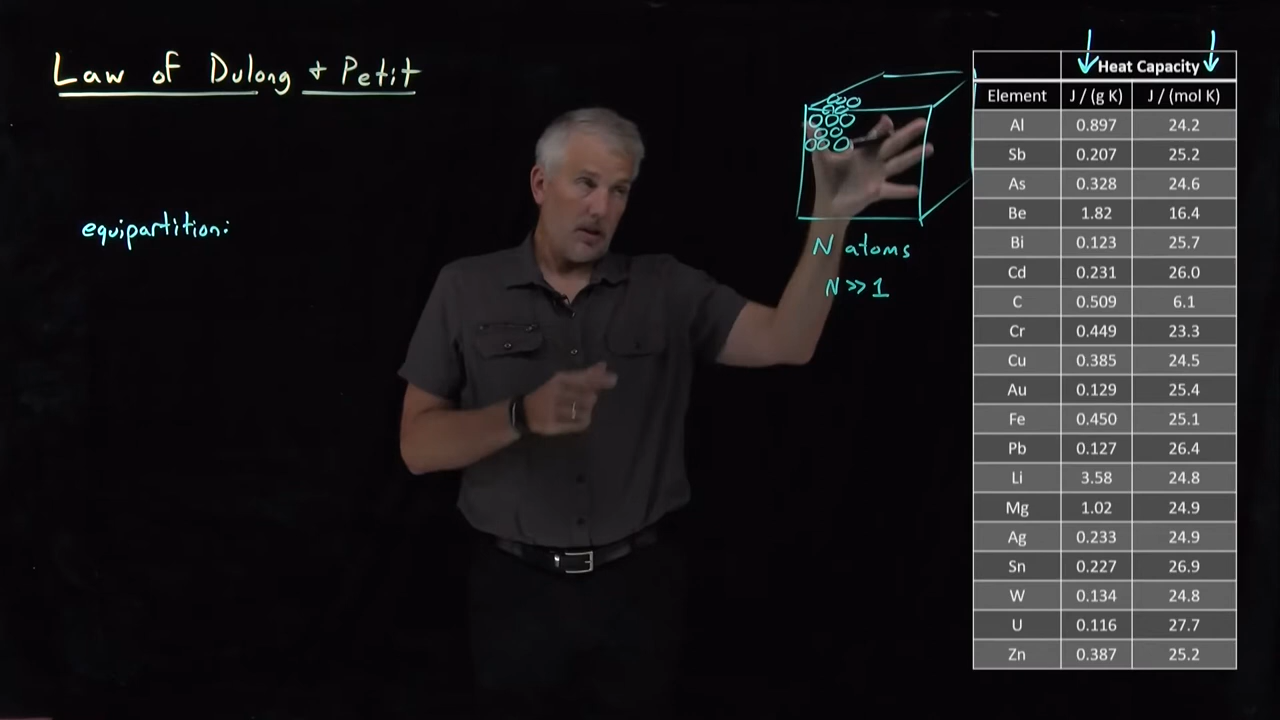 Law of Dulong + Petit
equipartition:
N atoms
N >> 1
Heat Capacity
Element J / (g K) J / (mol K)
Al 0.897 24.2
Sb 0.207 25.2
As 0.328 24.6
Be 1.82 16.4
Bi 0.123 25.7
Cd 0.231 26.0
C 0.509 6.1
Cr 0.449 23.3
Cu 0.385 24.5
Au 0.129 25.4
Fe 0.450 25.1
Pb 0.127 26.4
Li 3.58 24.8
Mg 1.02 24.9
Ag 0.233 24.9
Sn 0.227 26.9
W 0.134 24.8
U 0.116 27.7
Zn 0.387 25.2